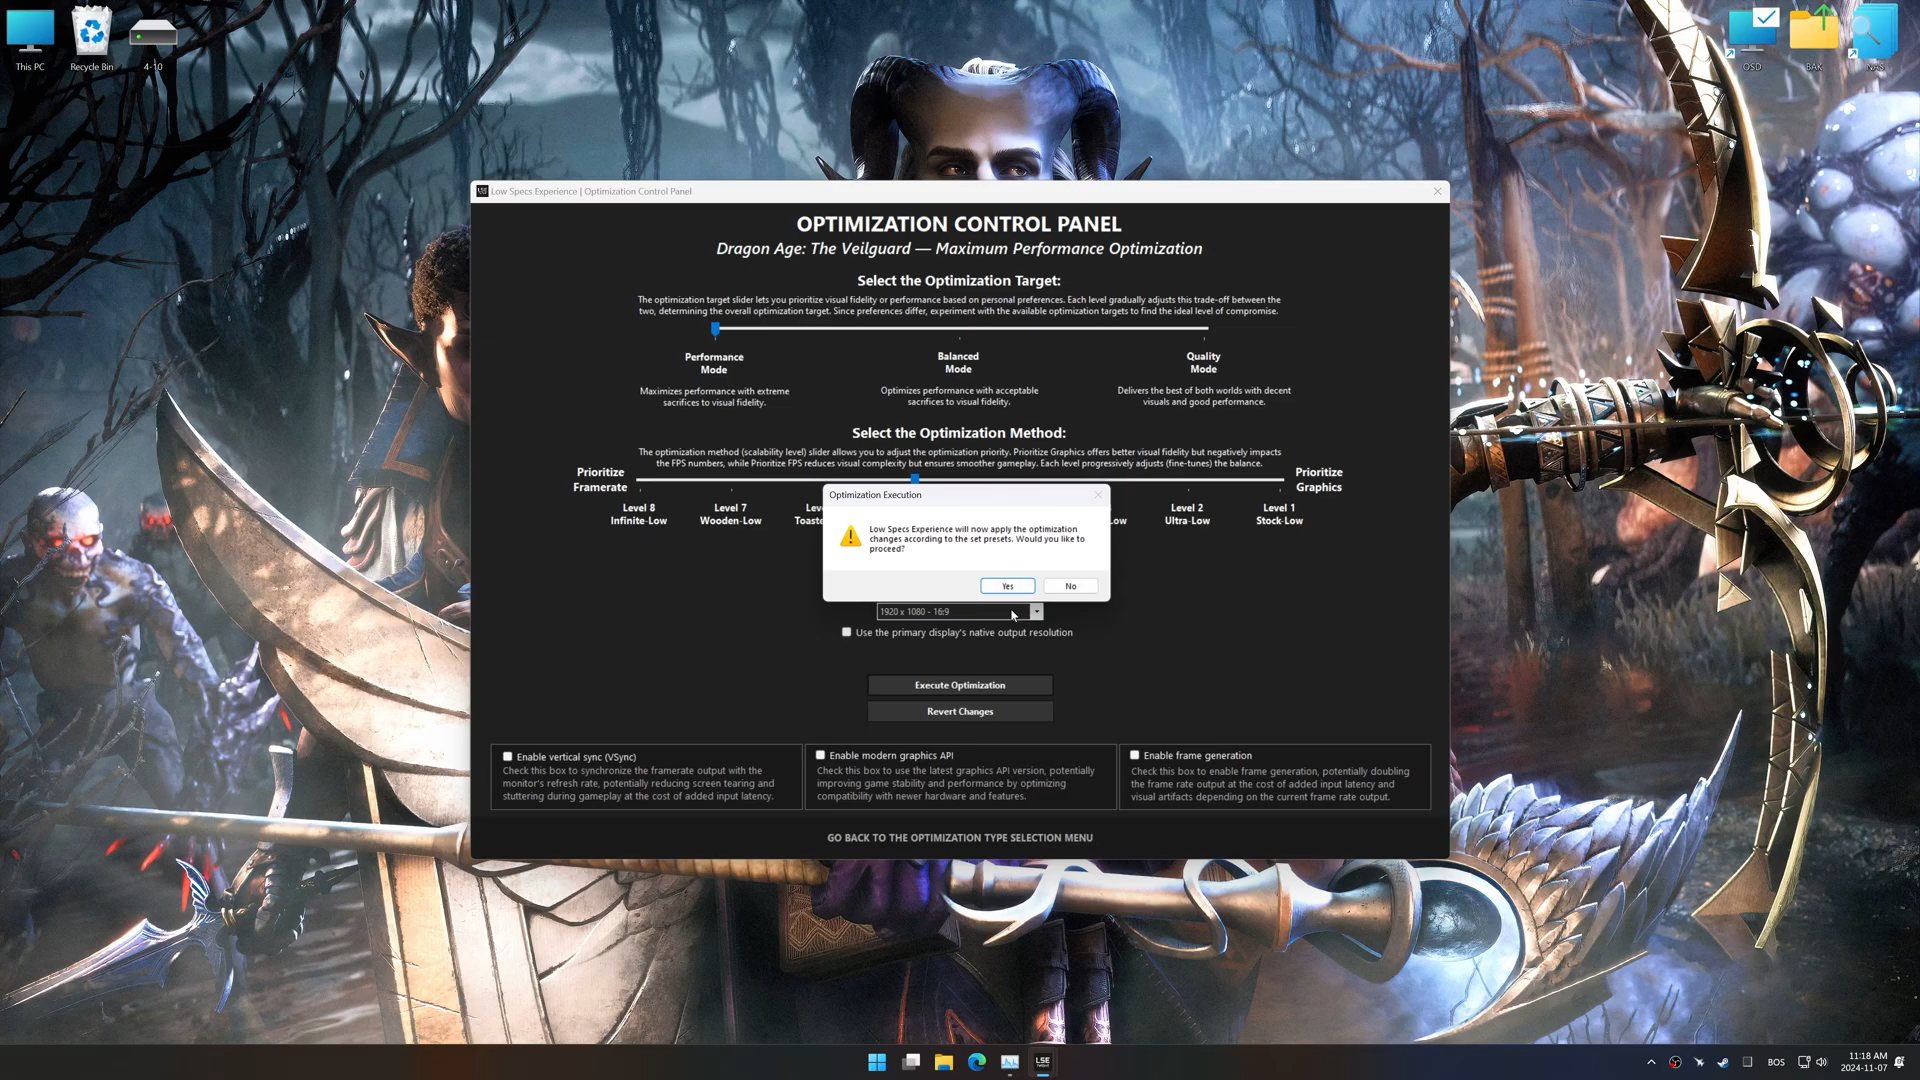 This PC
Recycle Bin
4-10
OSD
BAK
NAS
Low Specs Experience | Optimization Control Panel
OPTIMIZATION CONTROL PANEL
Dragon Age: The Veilguard — Maximum Performance Optimization
Select the Optimization Target:
The optimization target slider lets you prioritize visual fidelity or performance based on personal preferences. Each level gradually adjusts this trade-off between the
two, determining the overall optimization target. Since preferences differ, experiment with the available optimization targets to find the ideal level of compromise.
Performance
Mode
Maximizes performance with extreme
sacrifices to visual fidelity.
Balanced
Mode
Optimizes performance with acceptable
sacrifices to visual fidelity.
Quality
Mode
Delivers the best of both worlds with decent
visuals and good performance.
Select the Optimization Method:
The optimization method (scalability level) slider allows you to adjust the optimization priority. Prioritize Graphics offers better visual fidelity but negatively impacts
the FPS numbers, while Prioritize FPS reduces visual complexity but ensures smoother gameplay. Each level progressively adjusts (fine-tunes) the balance.
Prioritize
Framerate
Prioritize
Graphics
Level 8
Infinite-Low
Level 7
Wooden-Low
Leve
Toaste
Low
Level 2
Ultra-Low
Level 1
Stock-Low
Optimization Execution
Low Specs Experience will now apply the optimization
changes according to the set presets. Would you like to
proceed?
Yes
No
1920 x 1080 - 16:9
Use the primary display's native output resolution
Execute Optimization
Revert Changes
Enable vertical sync (VSync)
Check this box to synchronize the framerate output with the
monitor's refresh rate, potentially reducing screen tearing and
stuttering during gameplay at the cost of added input latency.
Enable modern graphics API
Check this box to use the latest graphics API version, potentially
improving game stability and performance by optimizing
compatibility with newer hardware and features.
Enable frame generation
Check this box to enable frame generation, potentially doubling
the frame rate output at the cost of added input latency and
visual artifacts depending on the current frame rate output.
GO BACK TO THE OPTIMIZATION TYPE SELECTION MENU
LSE
BOS
11:18 AM
2024-11-07